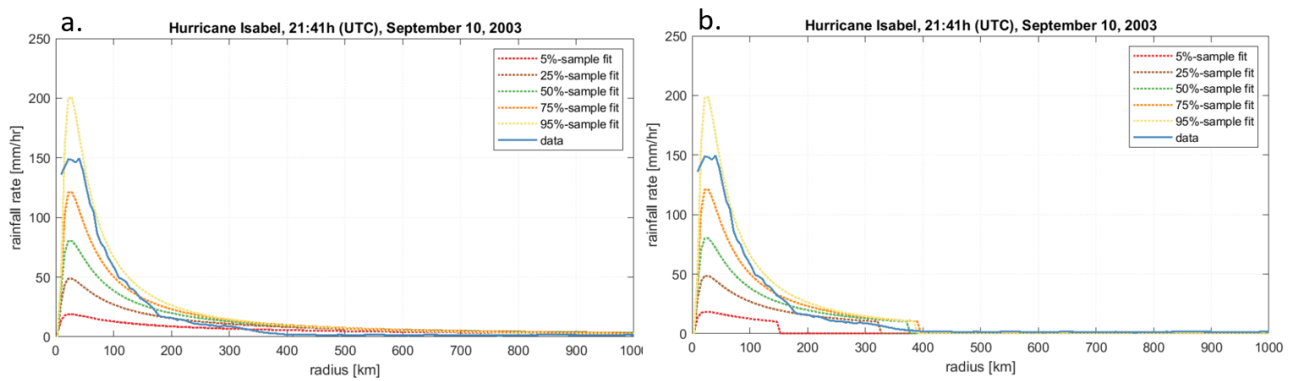 a.
Hurricane Isabel, 21:41h (UTC), September 10, 2003
250
200
150
100
50
0
rainfall rate [mm/hr]
5%-sample fit
25%-sample fit
50%-sample fit
75%-sample fit
95%-sample fit
data
0 100 200 300 400 500 600 700 800 900 1000
radius [km]
b.
Hurricane Isabel, 21:41h (UTC), September 10, 2003
250
200
150
100
50
0
rainfall rate [mm/hr]
5%-sample fit
25%-sample fit
50%-sample fit
75%-sample fit
95%-sample fit
data
0 100 200 300 400 500 600 700 800 900 1000
radius [km]